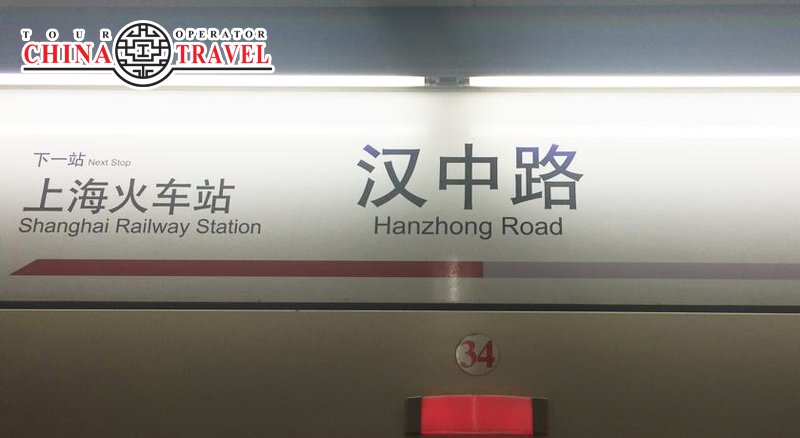 TOUR OPERATOR
CHINA TRAVEL
下一站 Next Stop
上海火车站
Shanghai Railway Station
汉中路
Hanzhong Road
34